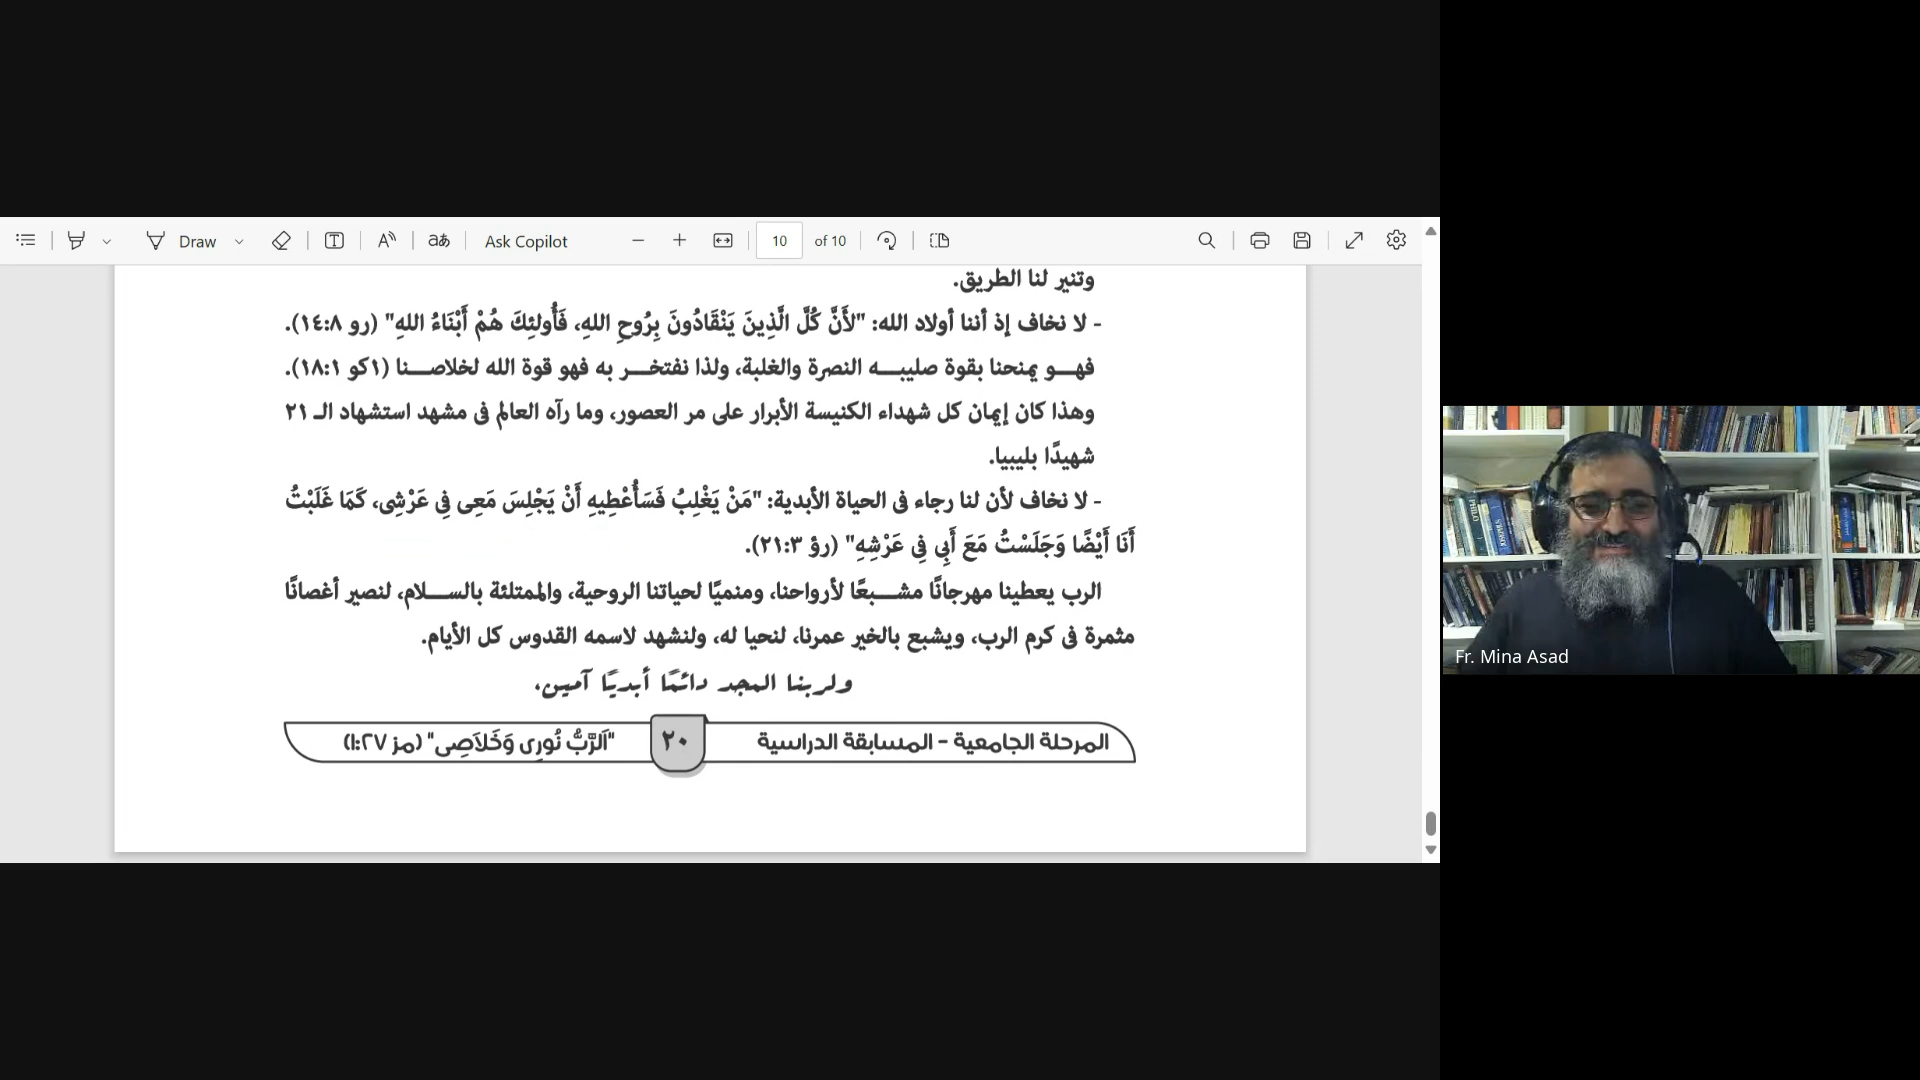 Draw
Ask Copilot
10 of 10
وتنير لنا الطريق.
- لا نخاف إذ أننا أولاد الله: "لأَنَّ كُلَّ الَّذِينَ يَنْقَادُونَ بِرُوحِ اللهِ، فَأُولئِكَ هُمْ أَبْنَاءُ اللهِ" (رو ١٤:٨).
فهـــو يمنحنا بقوة صليبـــه النصرة والغلبة، ولذا نفتخـــر به فهو قوة الله لخلاصـــنا (١كو ١٨:١).
وهذا كان إيمان كل شهداء الكنيسة الأبرار على مر العصور، وما رآه العالم فى مشهد استشهاد الـ ٢١
شهيدًا بليبيا.
- لا نخاف لأن لنا رجاء فى الحياة الأبدية: "مَنْ يَغْلِبُ فَسَأُعْطِيهِ أَنْ يَجْلِسَ مَعِى فِى عَرْشِى، كَمَا غَلَبْتُ
أَنَا أَيْضًا وَجَلَسْتُ مَعَ أَبِى فِى عَرْشِهِ" (رؤ ٢١:٣).
الرب يعطينا مهرجانًا مشـــبعًا لأرواحنا، ومنميًا لحياتنا الروحية، والممتلئة بالســـلام، لنصير أغصانًا
مثمرة فى كرم الرب، ويشبع بالخير عمرنا، لنحيا له، ولنشهد لاسمه القدوس كل الأيام.
ولربنا المجد دائمًا أبديًا آمين،
المرحلة الجامعية - المسابقة الدراسية
٢٠
"اَلرَّبُّ نُورِى وَخَلاَصِى" (مز ١:٢٧)
Fr. Mina Asad